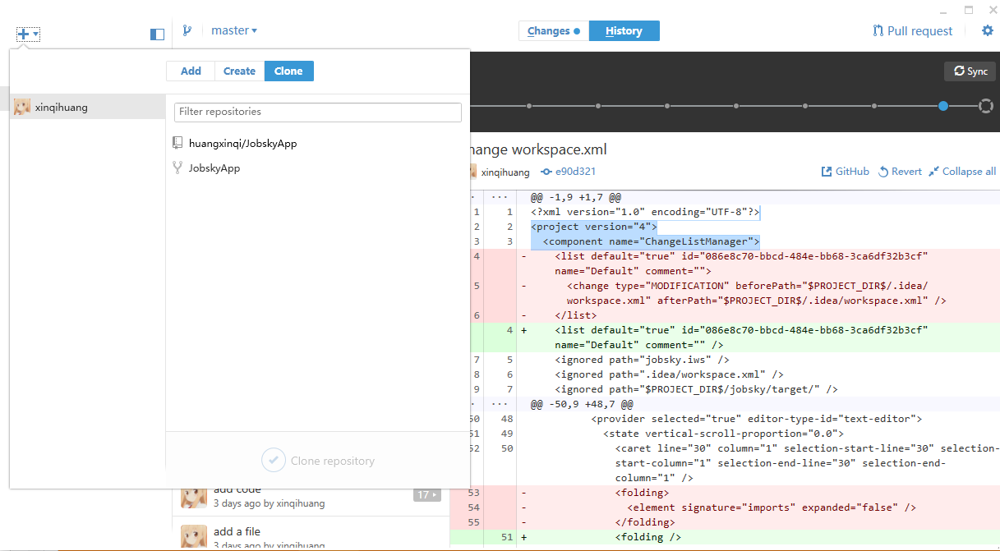 master
Changes
History
Pull request
Add
Create
Clone
Sync
xinqihuang
Filter repositories
huangxinqi/JobskyApp
JobskyApp
Clone repository
hange workspace.xml
xinqihuang
e90d321
GitHub
Revert
Collapse all
··· @@ -1,9 +1,7 @@
1 1 <?xml version="1.0" encoding="UTF-8"?>
2 2 <project version="4">
3 3 <component name="ChangeListManager">
4 - <list default="true" id="086e8c70-bbcd-484e-bb68-3ca6df32b3cf"
name="Default" comment="">
5 - <change type="MODIFICATION" beforePath="$PROJECT_DIR$/.idea/
workspace.xml" afterPath="$PROJECT_DIR$/.idea/workspace.xml" />
6 - </list>
4 + <list default="true" id="086e8c70-bbcd-484e-bb68-3ca6df32b3cf"
name="Default" comment="" />
7 5 <ignored path="jobsky.iws" />
8 6 <ignored path=".idea/workspace.xml" />
9 7 <ignored path="$PROJECT_DIR$/jobsky/target/" />
··· @@ -50,9 +48,7 @@
50 48 <provider selected="true" editor-type-id="text-editor">
51 49 <state vertical-scroll-proportion="0.0">
52 50 <caret line="30" column="1" selection-start-line="30" selection-
start-column="1" selection-end-line="30" selection-end-
column="1" />
53 - <folding>
54 - <element signature="imports" expanded="false" />
55 - </folding>
51 + <folding />
add code
3 days ago by xinqihuang
17
add a file
3 days ago by xinqihuang